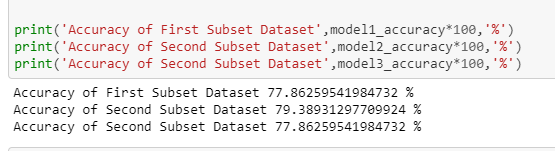 print('Accuracy of First Subset Dataset',model1_accuracy*100,'%')
print('Accuracy of Second Subset Dataset',model2_accuracy*100,'%')
print('Accuracy of Second Subset Dataset',model3_accuracy*100,'%')
Accuracy of First Subset Dataset 77.86259541984732 %
Accuracy of Second Subset Dataset 79.38931297709924 %
Accuracy of Second Subset Dataset 77.86259541984732 %